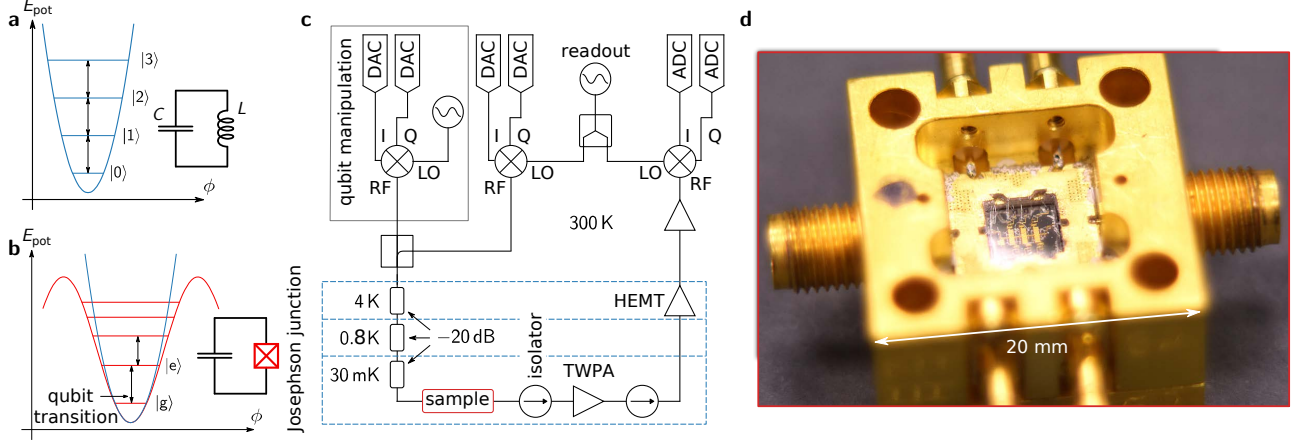 a
E_pot
|3⟩
|2⟩
|1⟩
|0⟩
C
L
ϕ
b
E_pot
|e⟩
|g⟩
qubit
transition
ϕ
Josephson junction
c
qubit manipulation
DAC
DAC
I
Q
RF
LO
DAC
DAC
I
Q
RF
LO
readout
ADC
ADC
I
Q
LO
RF
300 K
4 K
HEMT
0.8K
−20 dB
30 mK
isolator
TWPA
sample
d
20 mm